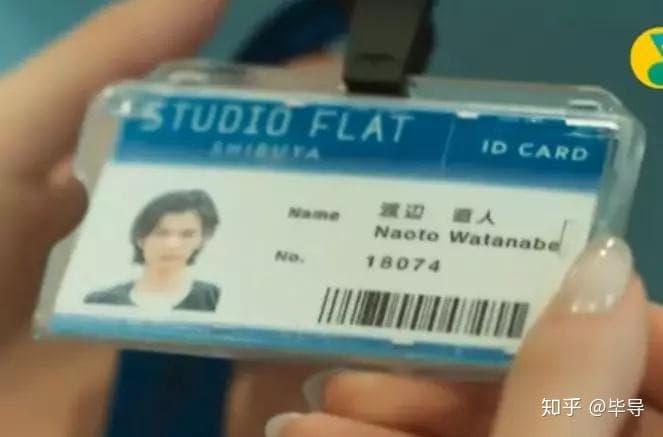 STUDIO FLAT
SHIBUYA
ID CARD
Name 渡辺 直人
Naoto Watanabe
No. 18074
知乎 @毕导